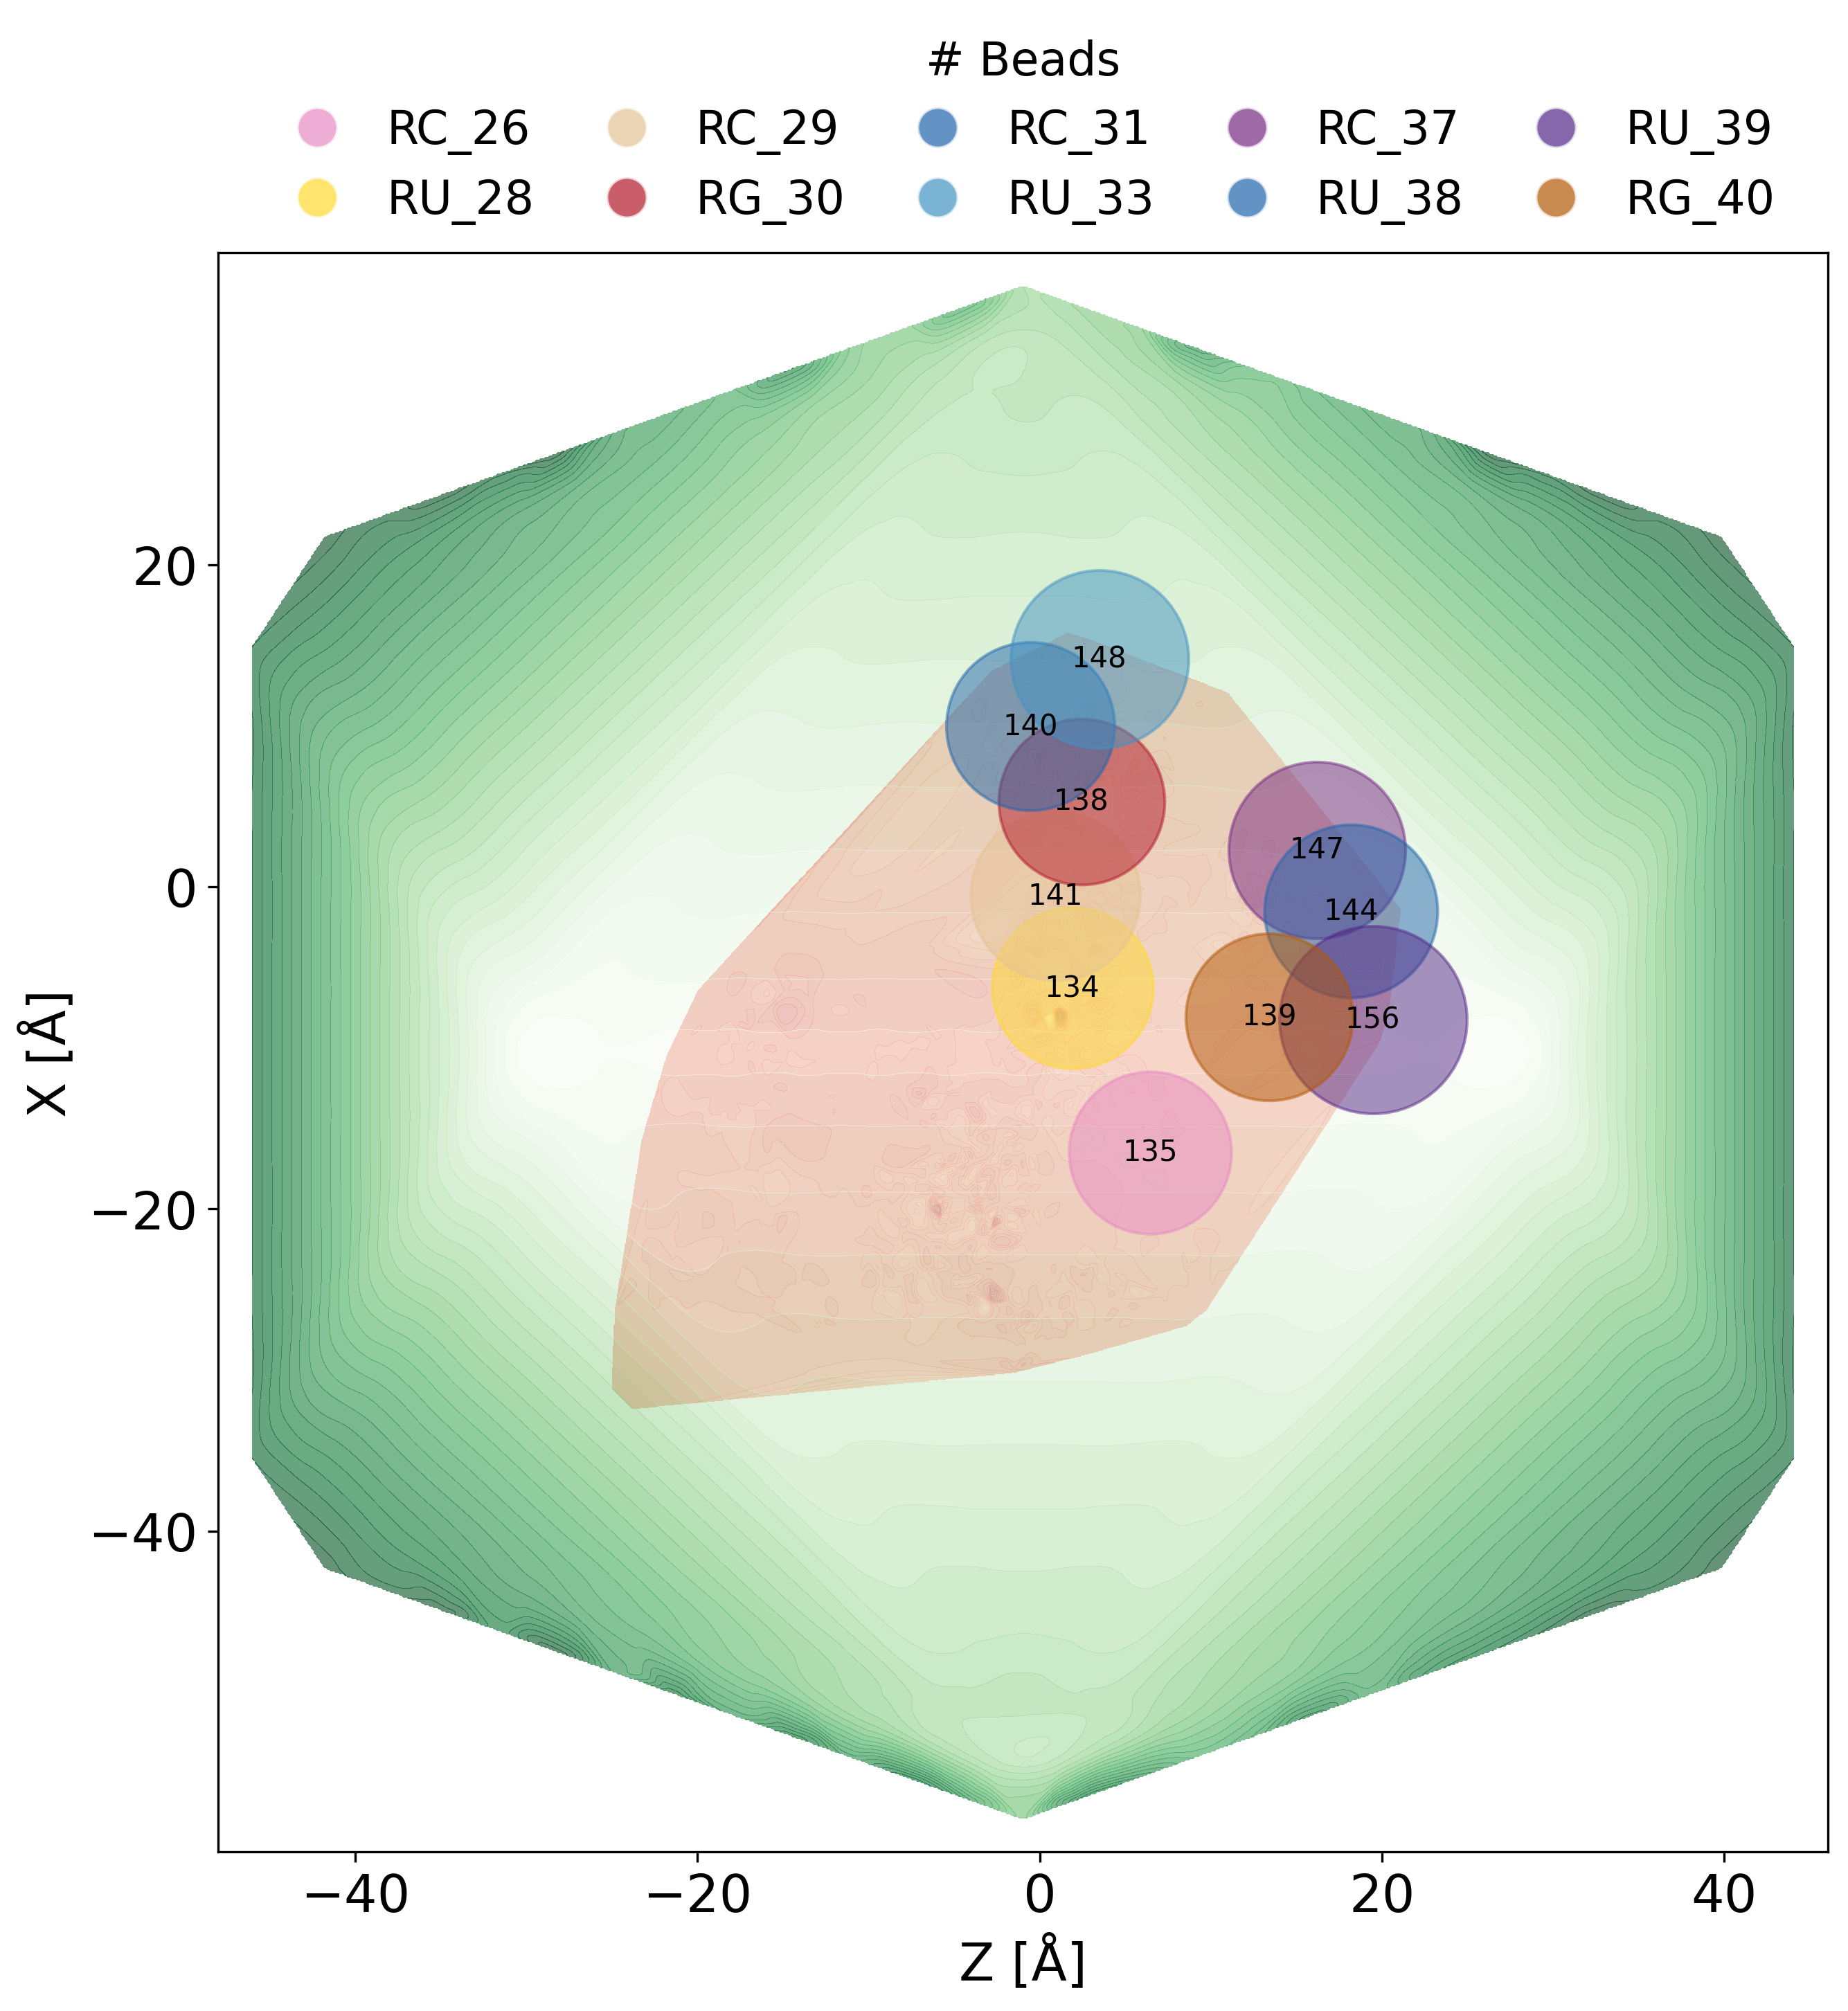 # Beads
RC_26 RC_29 RC_31 RC_37 RU_39
RU_28 RG_30 RU_33 RU_38 RG_40
20
0
−20
−40
X [Å]
148
140
138
147
141
144
134
139 156
135
−40 −20 0 20 40
Z [Å]